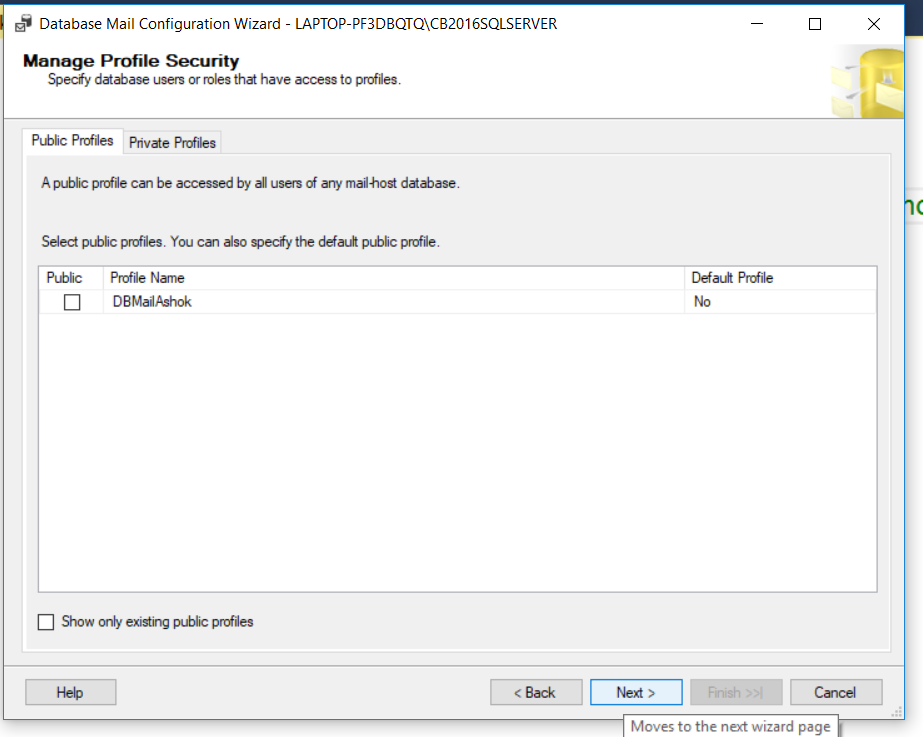 Database Mail Configuration Wizard - LAPTOP-PF3DBQTQ\CB2016SQLSERVER
Manage Profile Security
Specify database users or roles that have access to profiles.
Public Profiles Private Profiles
A public profile can be accessed by all users of any mail-host database.
Select public profiles. You can also specify the default public profile.
Public Profile Name Default Profile
DBMailAshok No
Show only existing public profiles
Help < Back Next > Finish >>| Cancel
Moves to the next wizard page